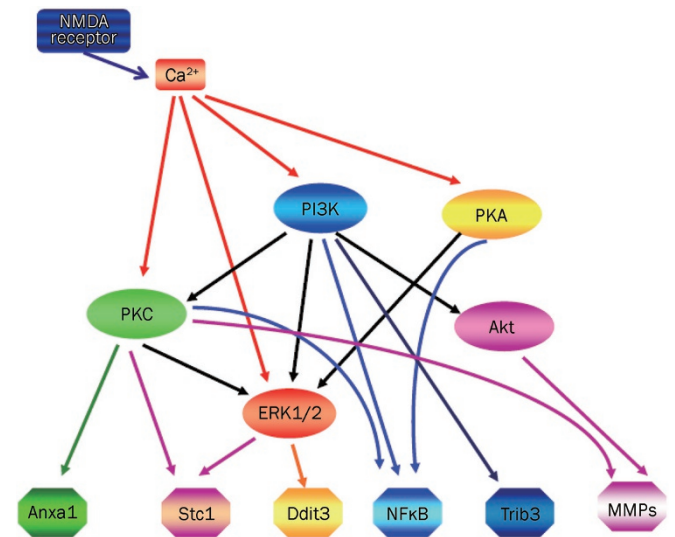 NMDA
receptor
Ca²⁺
PI3K
PKA
PKC
Akt
ERK1/2
Anxa1
Stc1
Ddit3
NFκB
Trib3
MMPs